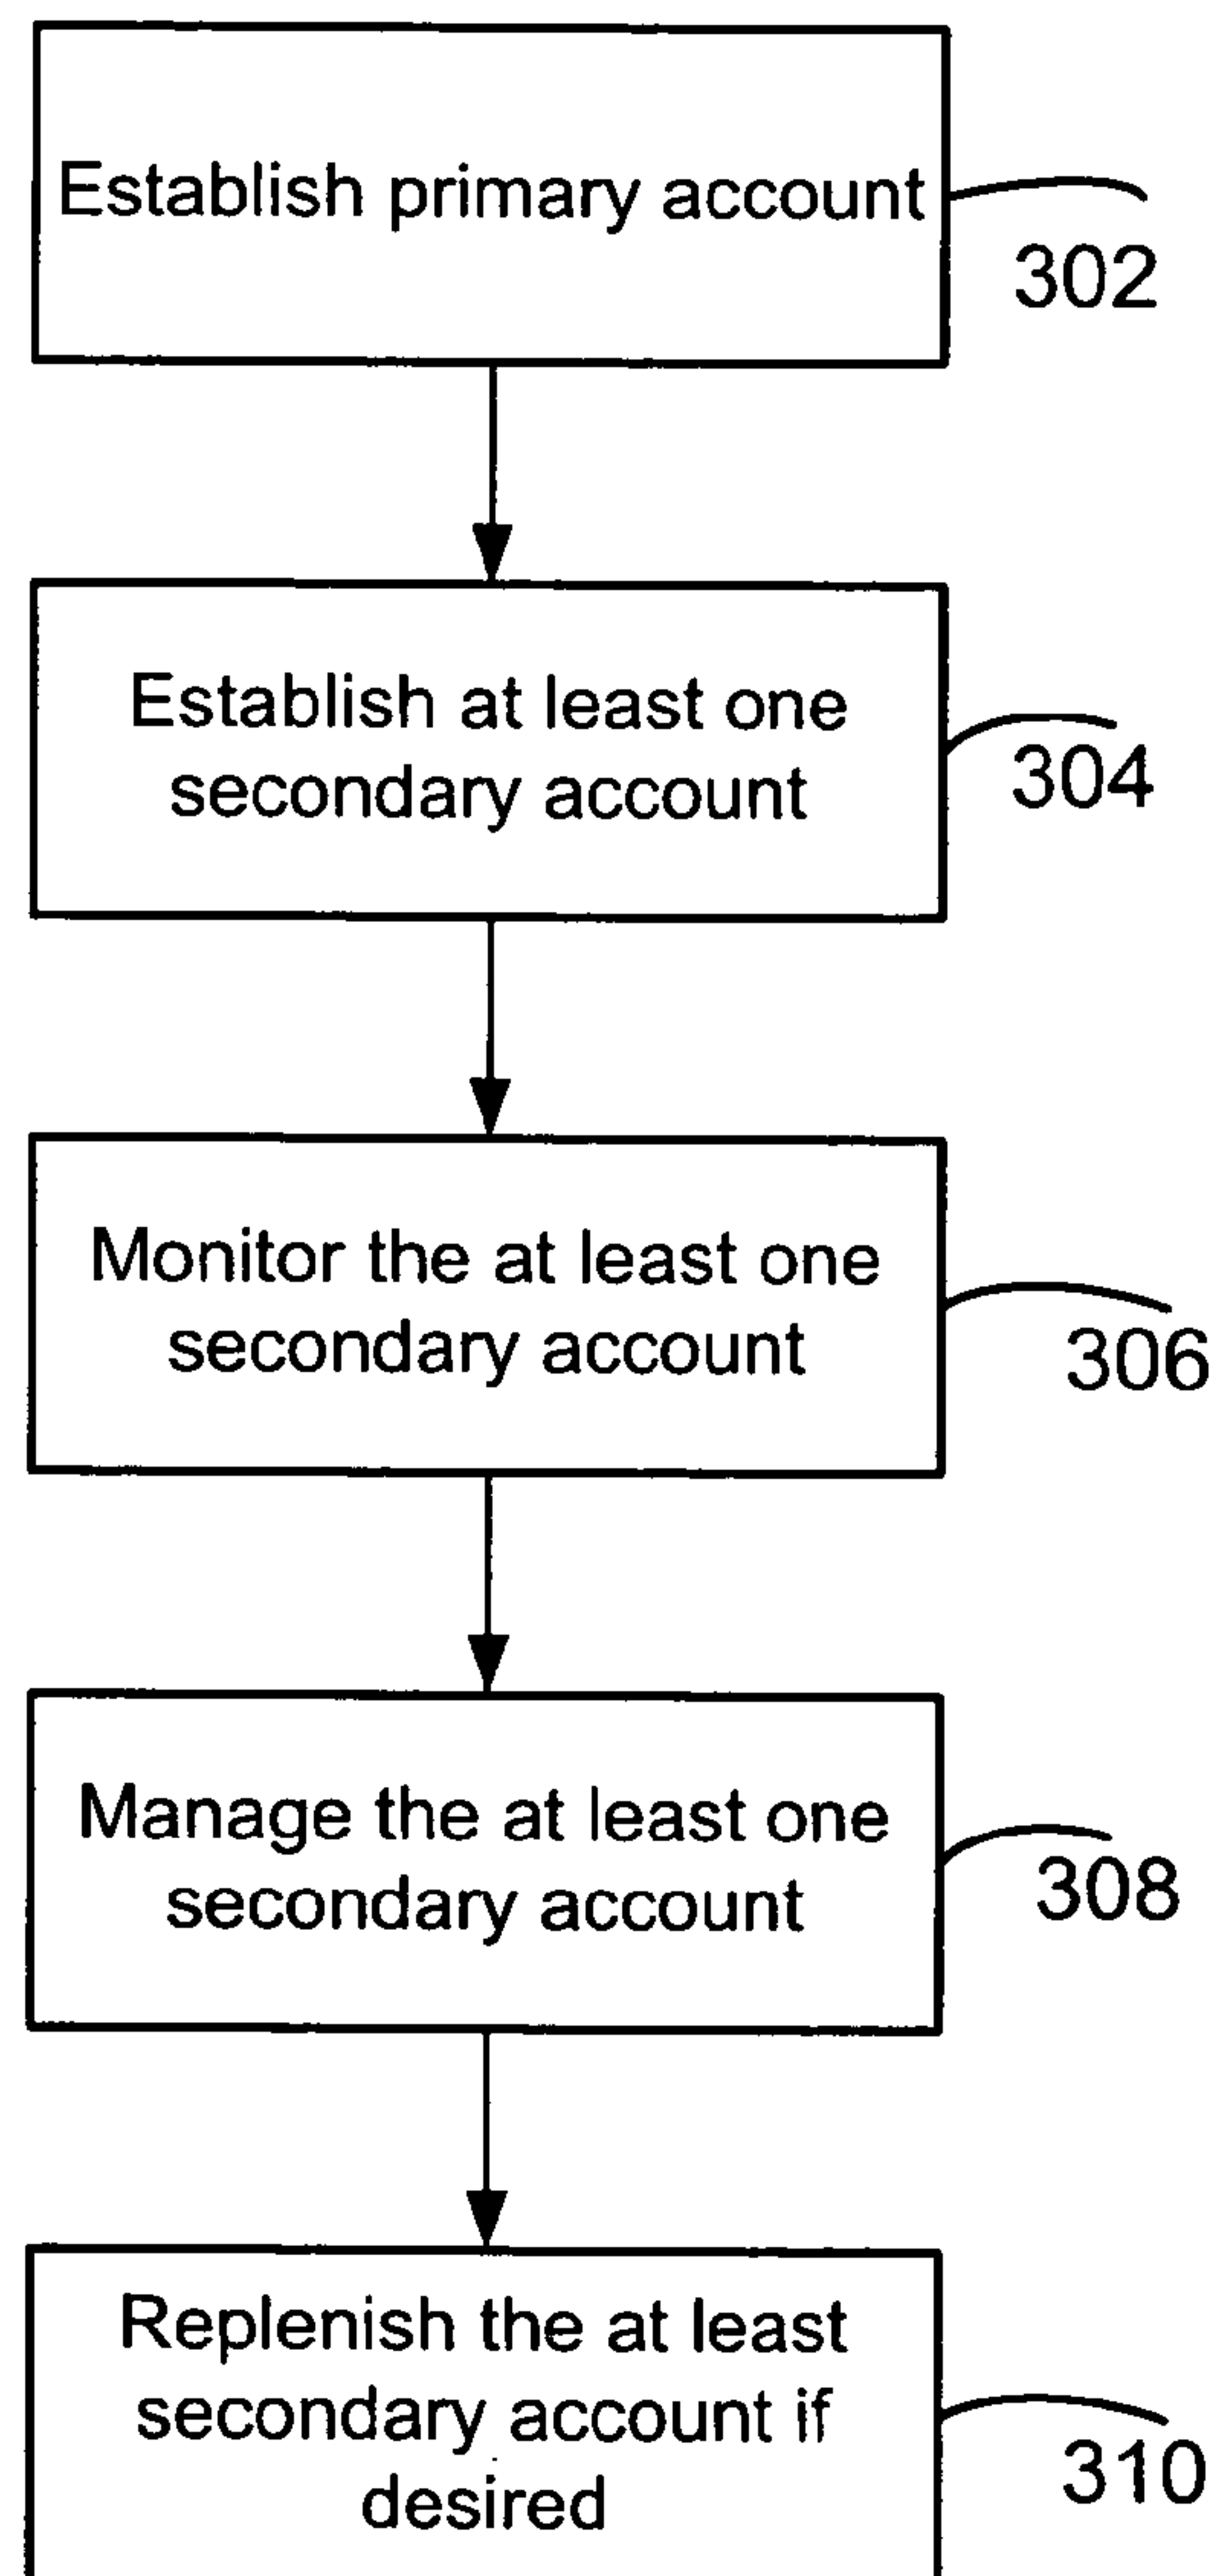 Establish primary account
302
Establish at least one
secondary account
304
Monitor the at least one
secondary account
306
Manage the at least one
secondary account
308
Replenish the at least
secondary account if
desired
310